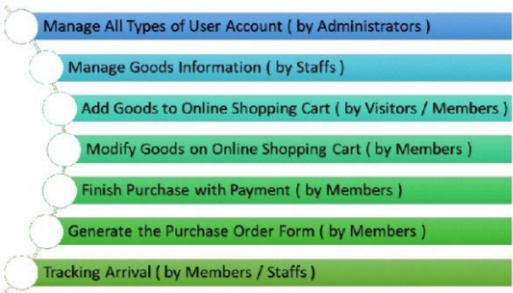 Manage All Types of User Account ( by Administrators )
Manage Goods Information ( by Staffs )
Add Goods to Online Shopping Cart ( by Visitors / Members )
Modify Goods on Online Shopping Cart ( by Members )
Finish Purchase with Payment ( by Members )
Generate the Purchase Order Form ( by Members )
Tracking Arrival ( by Members / Staffs )